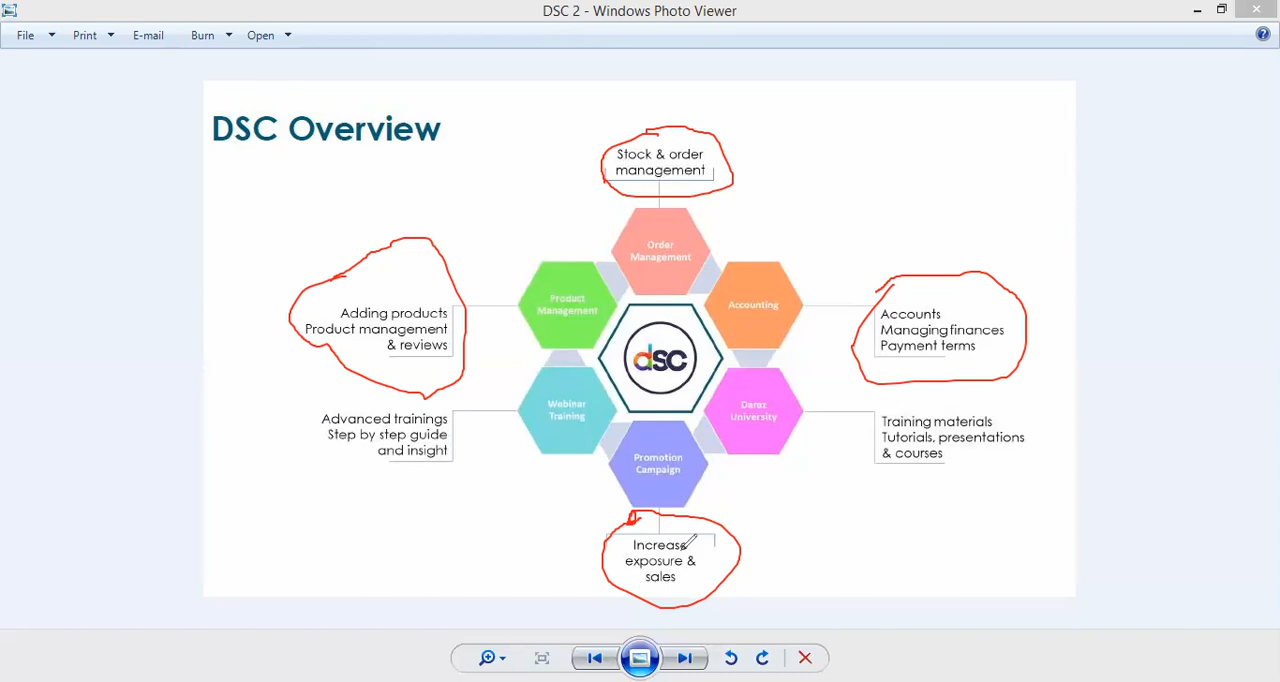 DSC 2 - Windows Photo Viewer
File
Print
E-mail
Burn
Open
DSC Overview
Stock & order
management
Order
Management
Product
Management
Accounting
Adding products
Product management
& reviews
Accounts
Managing finances
Payment terms
dsc
Webinar
Training
Daraz
University
Advanced trainings
Step by step guide
and insight
Training materials
Tutorials, presentations
& courses
Promotion
Campaign
Increase
exposure &
sales